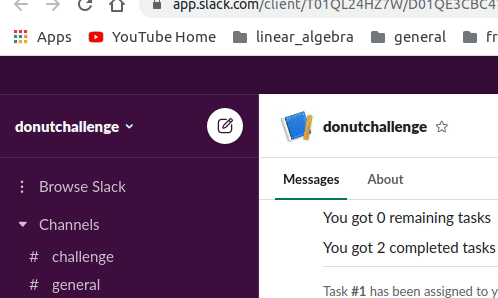 app.slack.com/client/T01QL24HZ7W/D01QE3CBC4
Apps YouTube Home linear_algebra general fr
donutchallenge
donutchallenge
Browse Slack
Messages About
Channels
You got 0 remaining tasks
# challenge
You got 2 completed tasks
# general
Task #1 has been assigned to y